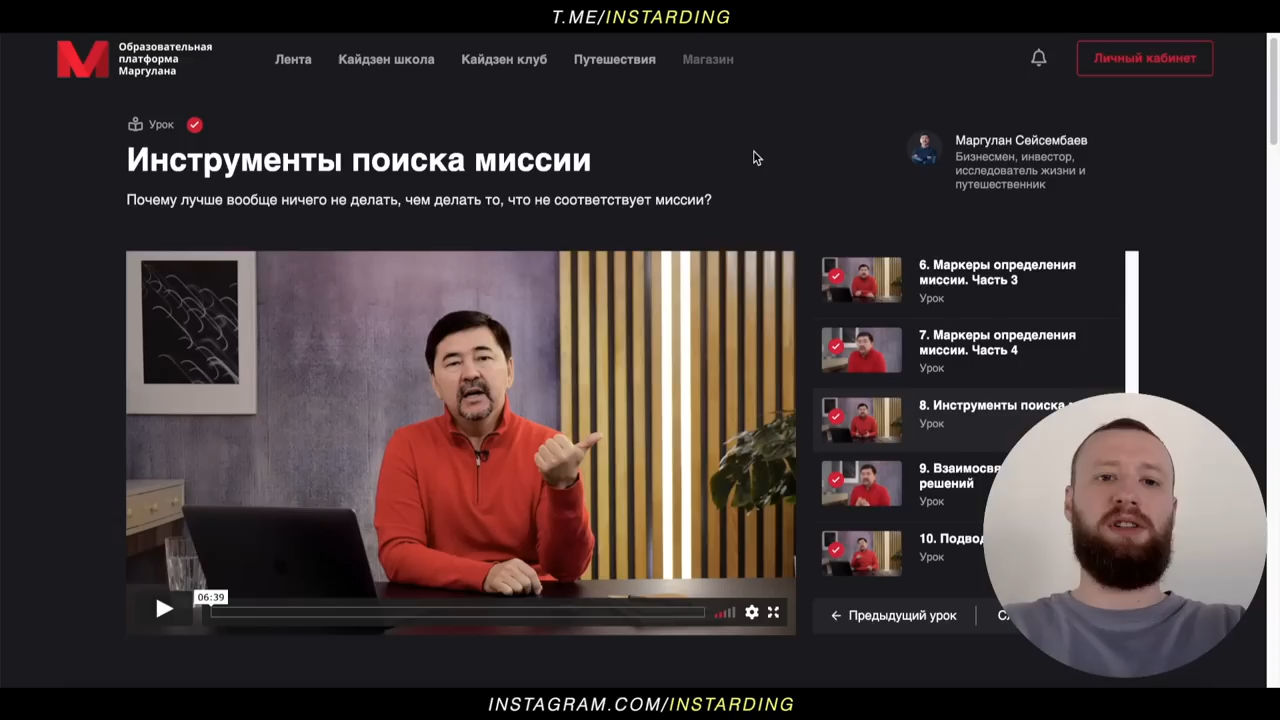 T.ME/INSTARDING
Образовательная
платформа
Маргулана
Лента
Кайдзен школа
Кайдзен клуб
Путешествия
Магазин
Личный кабинет
Урок
Инструменты поиска миссии
Почему лучше вообще ничего не делать, чем делать то, что не соответствует миссии?
Маргулан Сейсембаев
Бизнесмен, инвестор,
исследователь жизни и
путешественник
6. Маркеры определения
миссии. Часть 3
Урок
7. Маркеры определения
миссии. Часть 4
Урок
8. Инструменты поиска
Урок
9. Взаимосвя
решений
Урок
10. Подвод
Урок
06:39
Предыдущий урок
INSTAGRAM.COM/INSTARDING